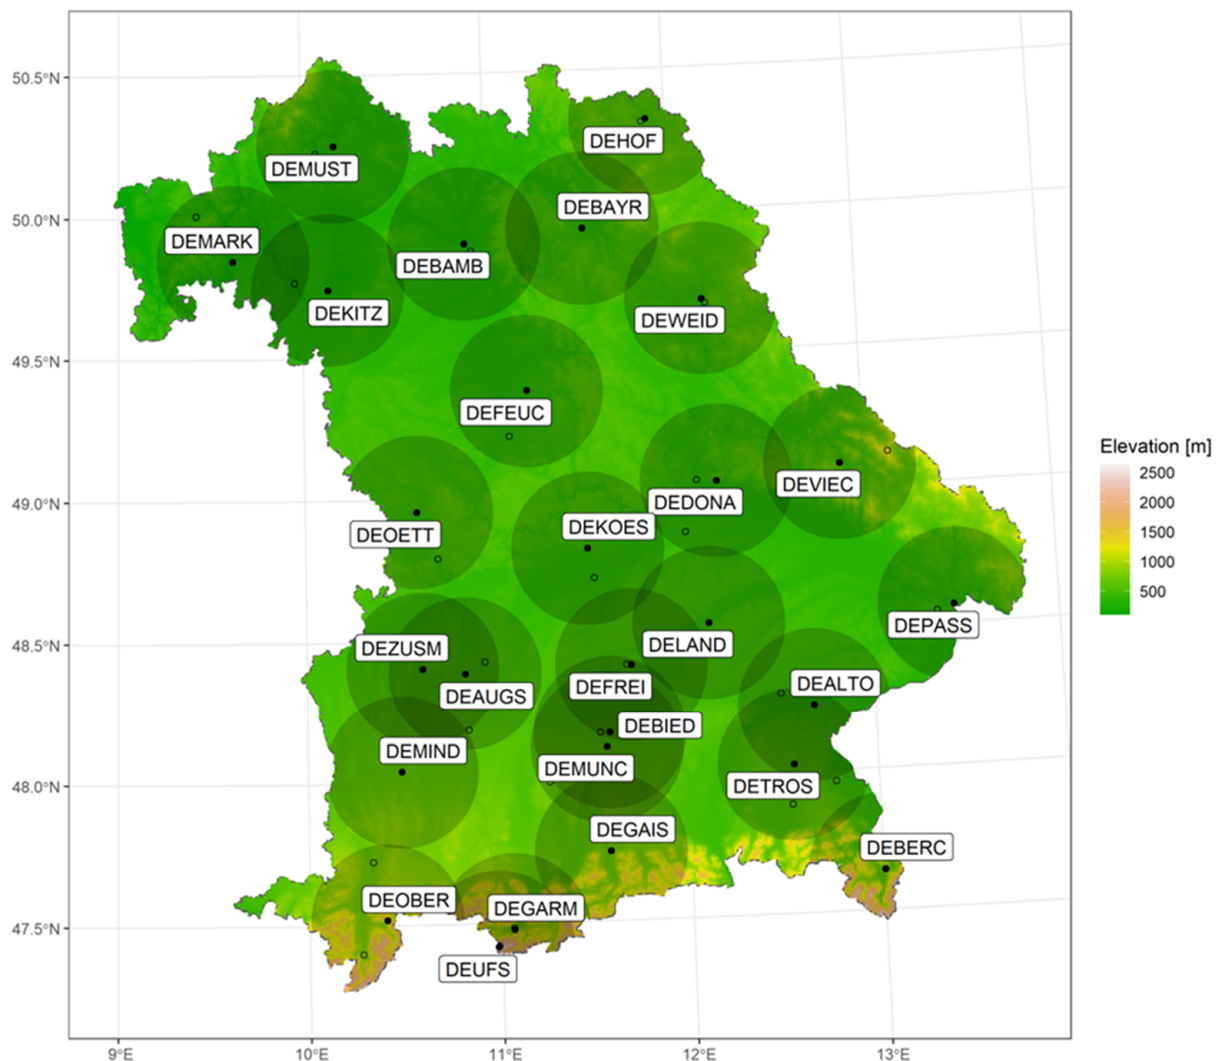 50.5°N
DEHOF
DEMUST
50.0°N
DEBAYR
DEMARK
DEBAMB
DEKITZ
DEWEID
49.5°N
DEFEUC
Elevation [m]
2500
2000
1500
1000
500
DEVIEC
49.0°N
DEDONA
DEKOES
DEOETT
DEPASS
48.5°N
DELAND
DEZUSM
DEFREI
DEALTO
DEAUGS
DEBIED
DEMIND
DEMUNC
48.0°N
DETROS
DEGAIS
DEBERC
DEOBER
DEGARM
47.5°N
DEUFS
9°E 10°E 11°E 12°E 13°E